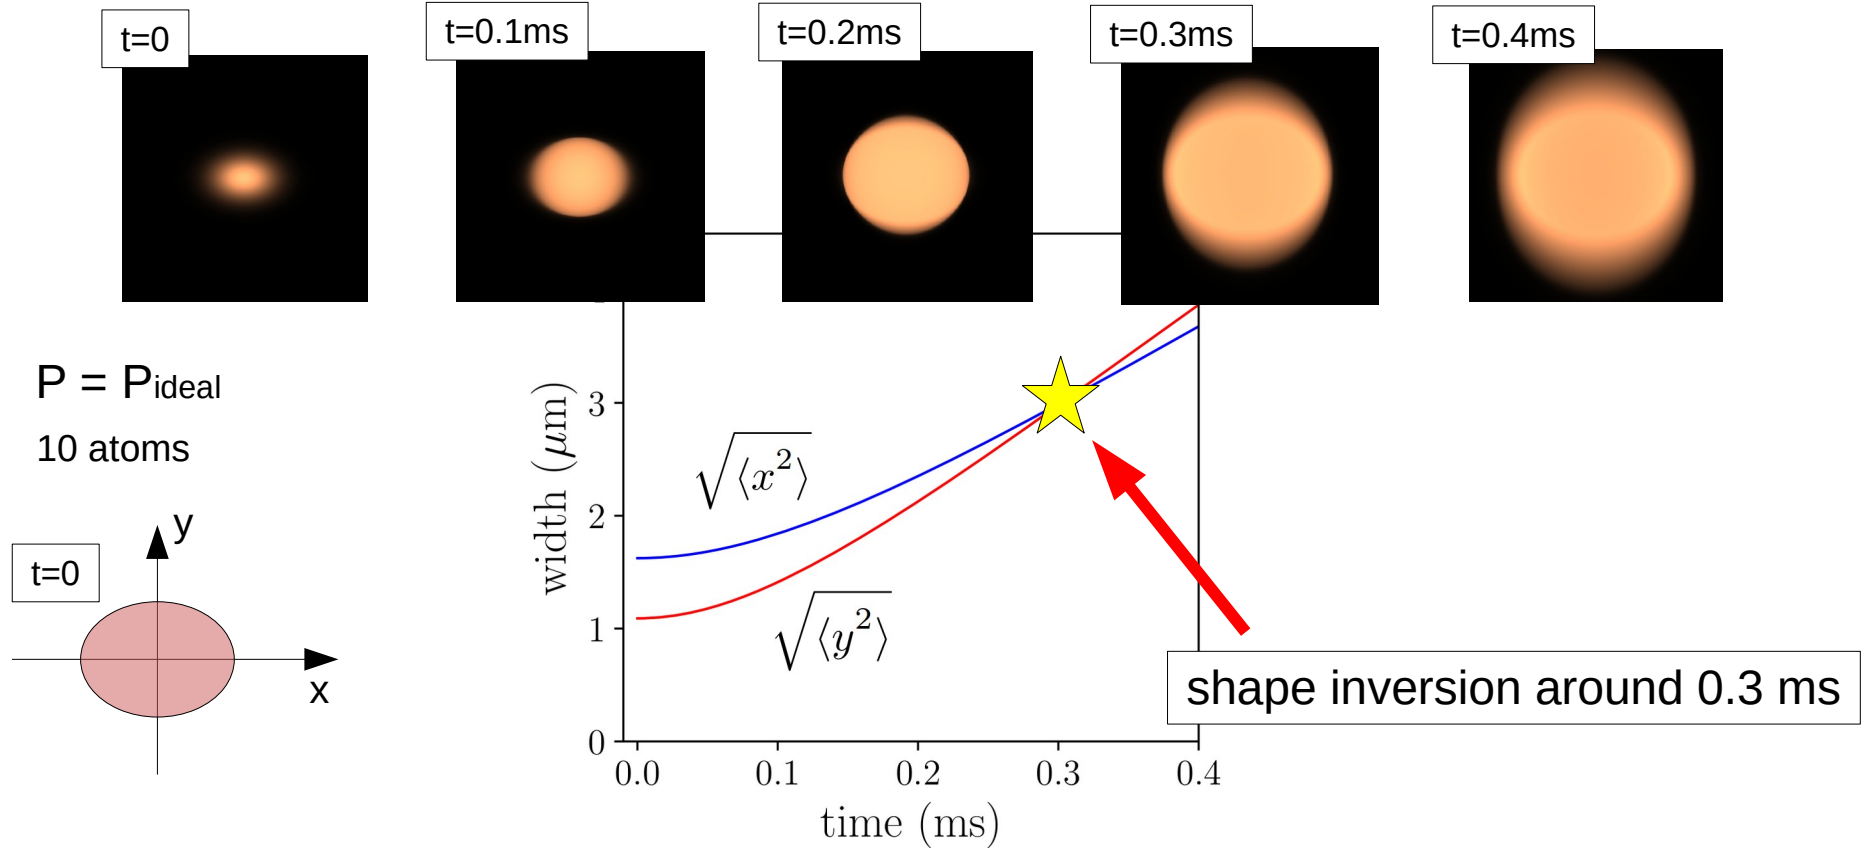 t=0
t=0.1ms
t=0.2ms
t=0.3ms
t=0.4ms
P = Pideal
10 atoms
t=0
y
x
width (μm)
3
2
1
0
√⟨x²⟩
√⟨y²⟩
0.0 0.1 0.2 0.3 0.4
time (ms)
shape inversion around 0.3 ms